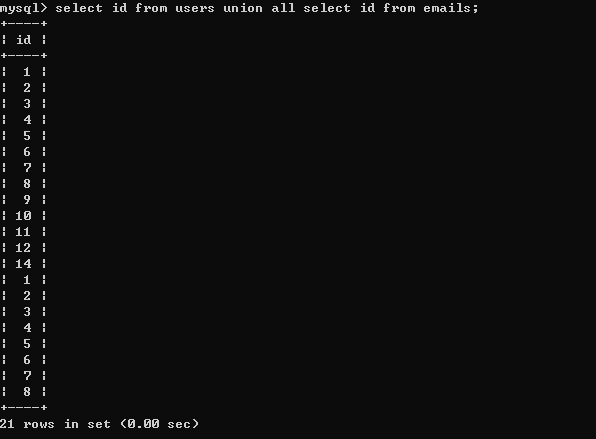 mysql> select id from users union all select id from emails;
+----+
| id |
+----+
|  1 |
|  2 |
|  3 |
|  4 |
|  5 |
|  6 |
|  7 |
|  8 |
|  9 |
| 10 |
| 11 |
| 12 |
| 14 |
|  1 |
|  2 |
|  3 |
|  4 |
|  5 |
|  6 |
|  7 |
|  8 |
+----+
21 rows in set (0.00 sec)